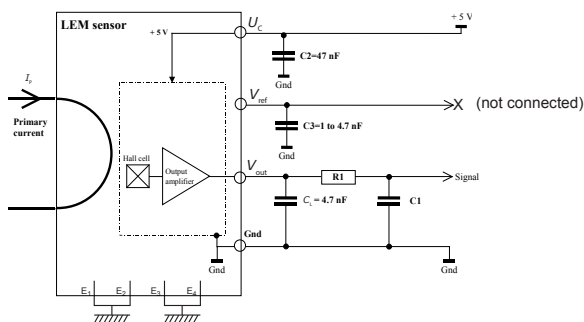 LEM sensor
+ 5 V
U_C
+ 5 V
C2=47 nF
Gnd
I_P
Primary
current
V_ref
X (not connected)
C3=1 to 4.7 nF
Gnd
Hall cell
Output
amplifier
V_out
R1
Signal
C_L = 4.7 nF
C1
Gnd
Gnd
Gnd
E_1 E_2 E_3 E_4